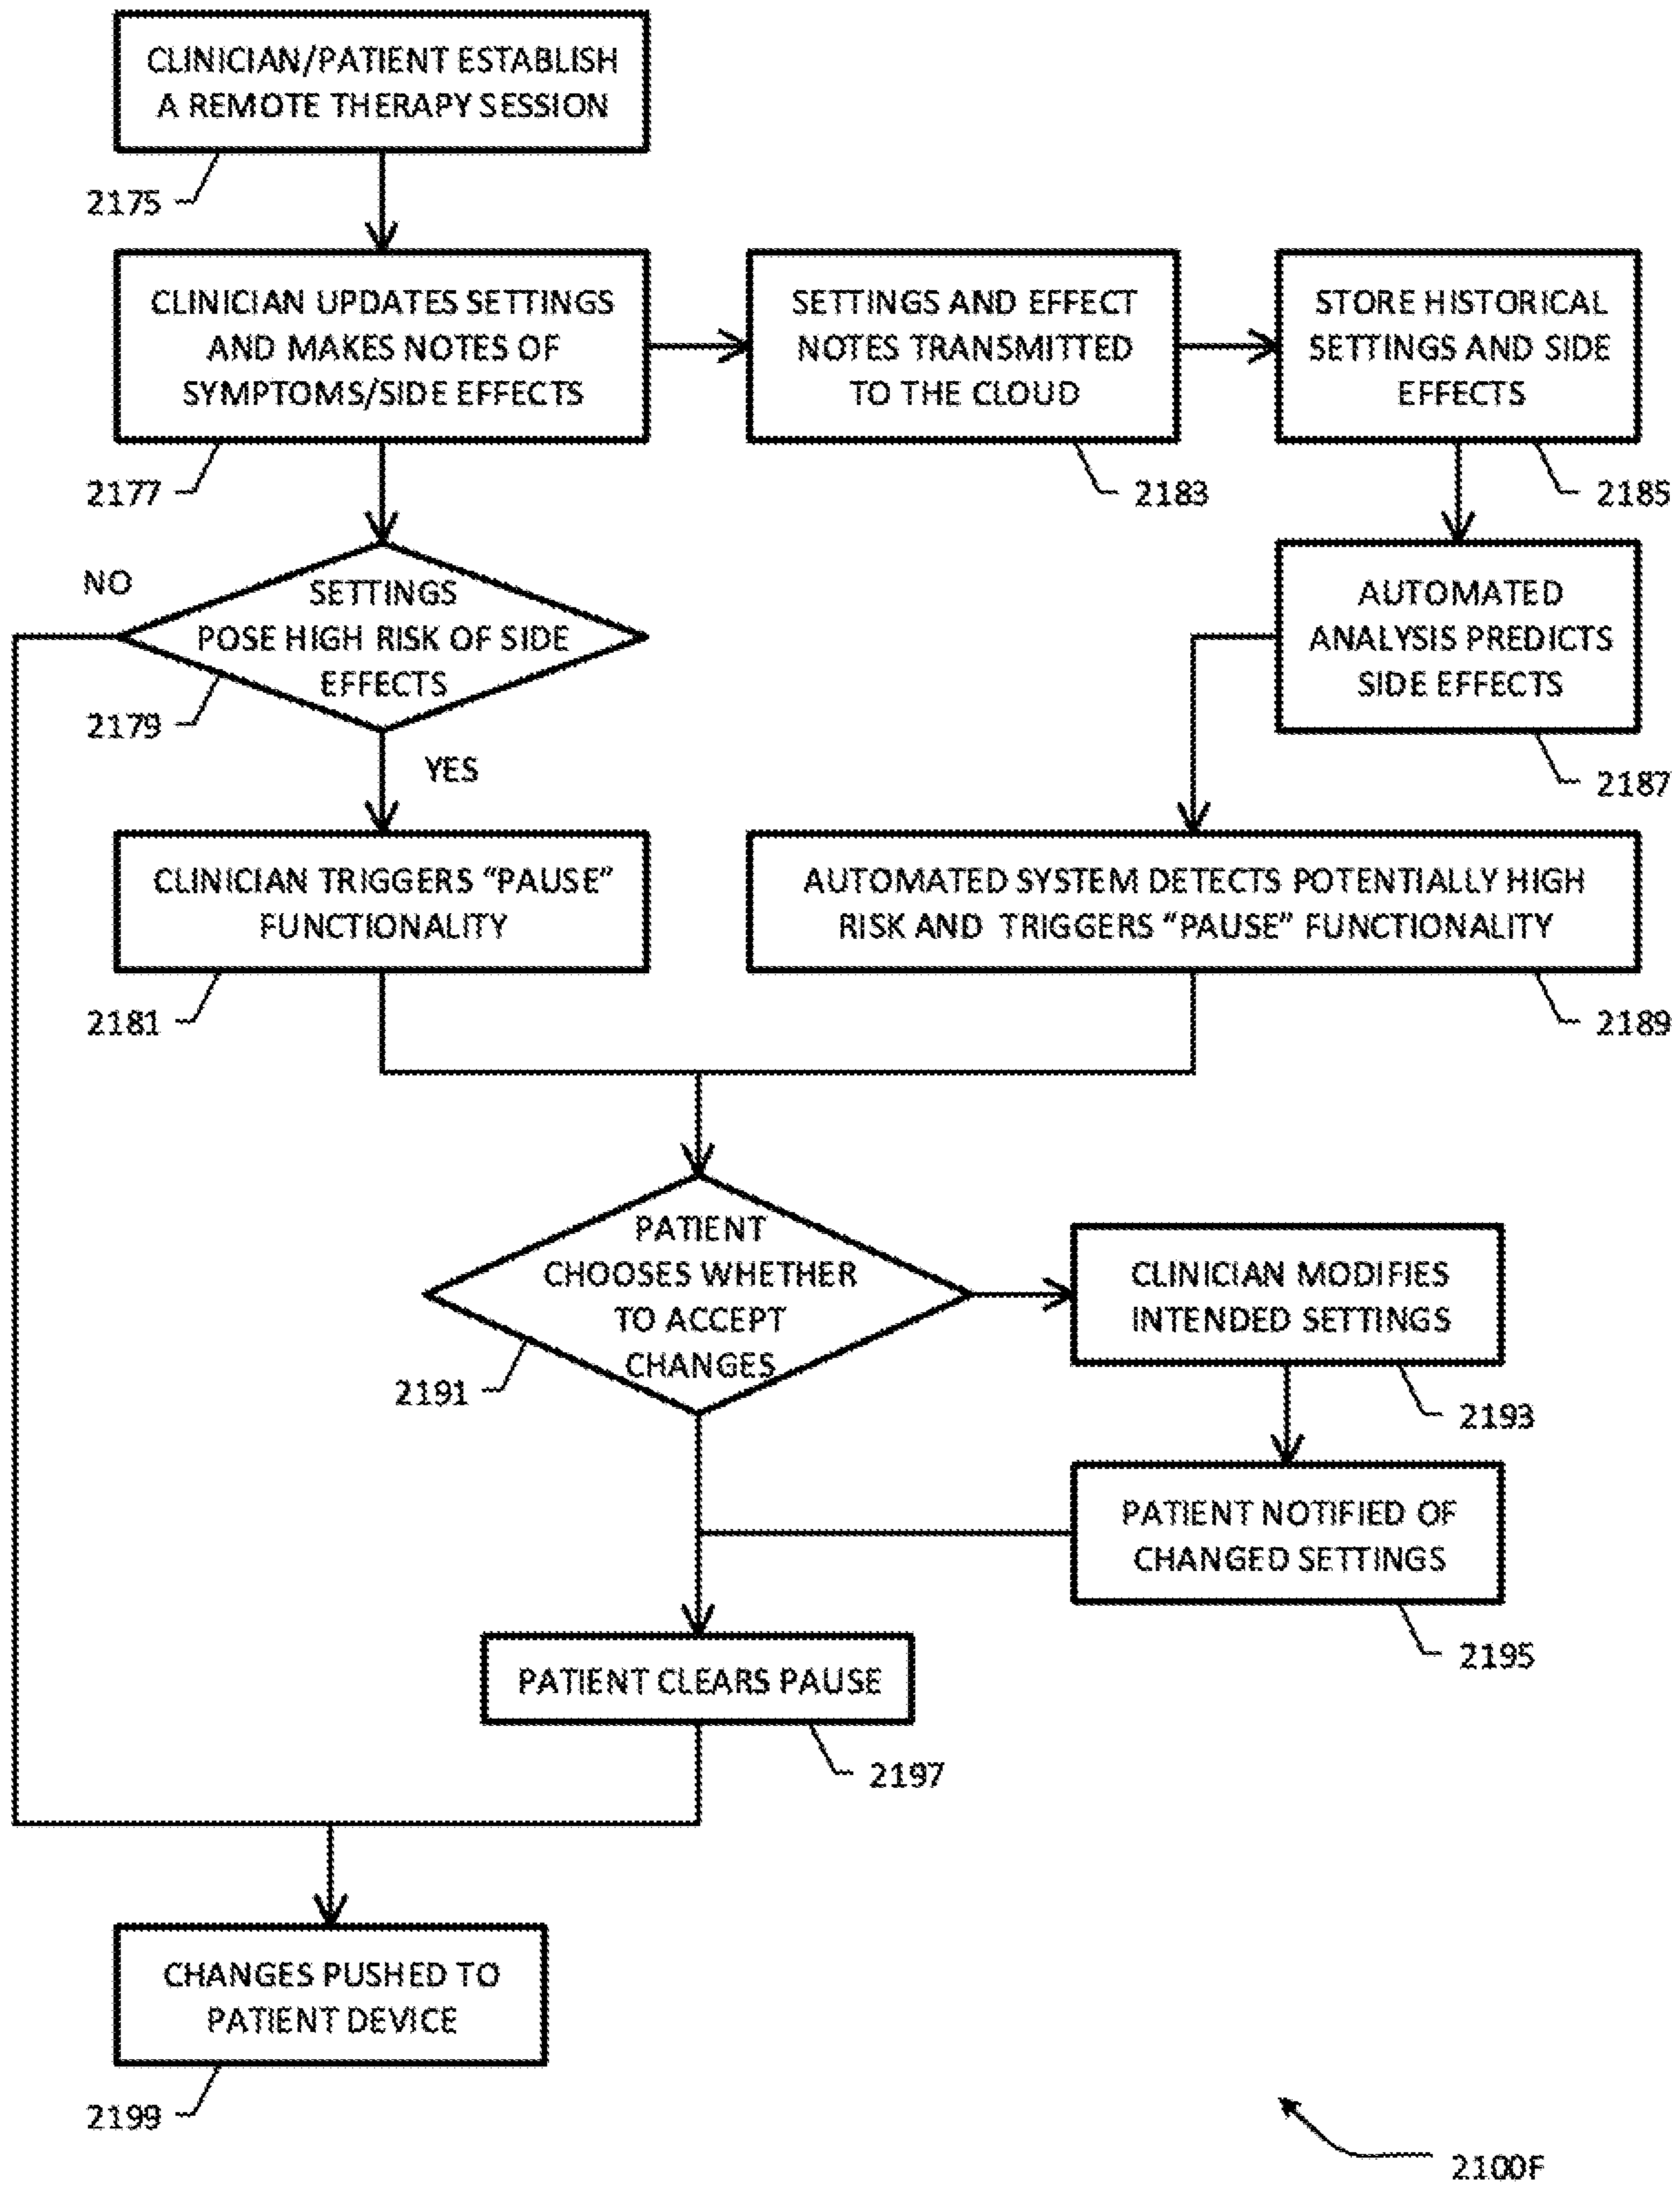 CLINICIAN/PATIENT ESTABLISH
A REMOTE THERAPY SESSION
2175
CLINICIAN UPDATES SETTINGS
AND MAKES NOTES OF
SYMPTOMS/SIDE EFFECTS
2177
SETTINGS AND EFFECT
NOTES TRANSMITTED
TO THE CLOUD
2183
STORE HISTORICAL
SETTINGS AND SIDE
EFFECTS
2185
NO
SETTINGS
POSE HIGH RISK OF SIDE
EFFECTS
2179
YES
AUTOMATED
ANALYSIS PREDICTS
SIDE EFFECTS
2187
CLINICIAN TRIGGERS “PAUSE”
FUNCTIONALITY
2181
AUTOMATED SYSTEM DETECTS POTENTIALLY HIGH
RISK AND TRIGGERS “PAUSE” FUNCTIONALITY
2189
PATIENT
CHOOSES WHETHER
TO ACCEPT
CHANGES
2191
CLINICIAN MODIFIES
INTENDED SETTINGS
2193
PATIENT NOTIFIED OF
CHANGED SETTINGS
2195
PATIENT CLEARS PAUSE
2197
CHANGES PUSHED TO
PATIENT DEVICE
2199
2100F